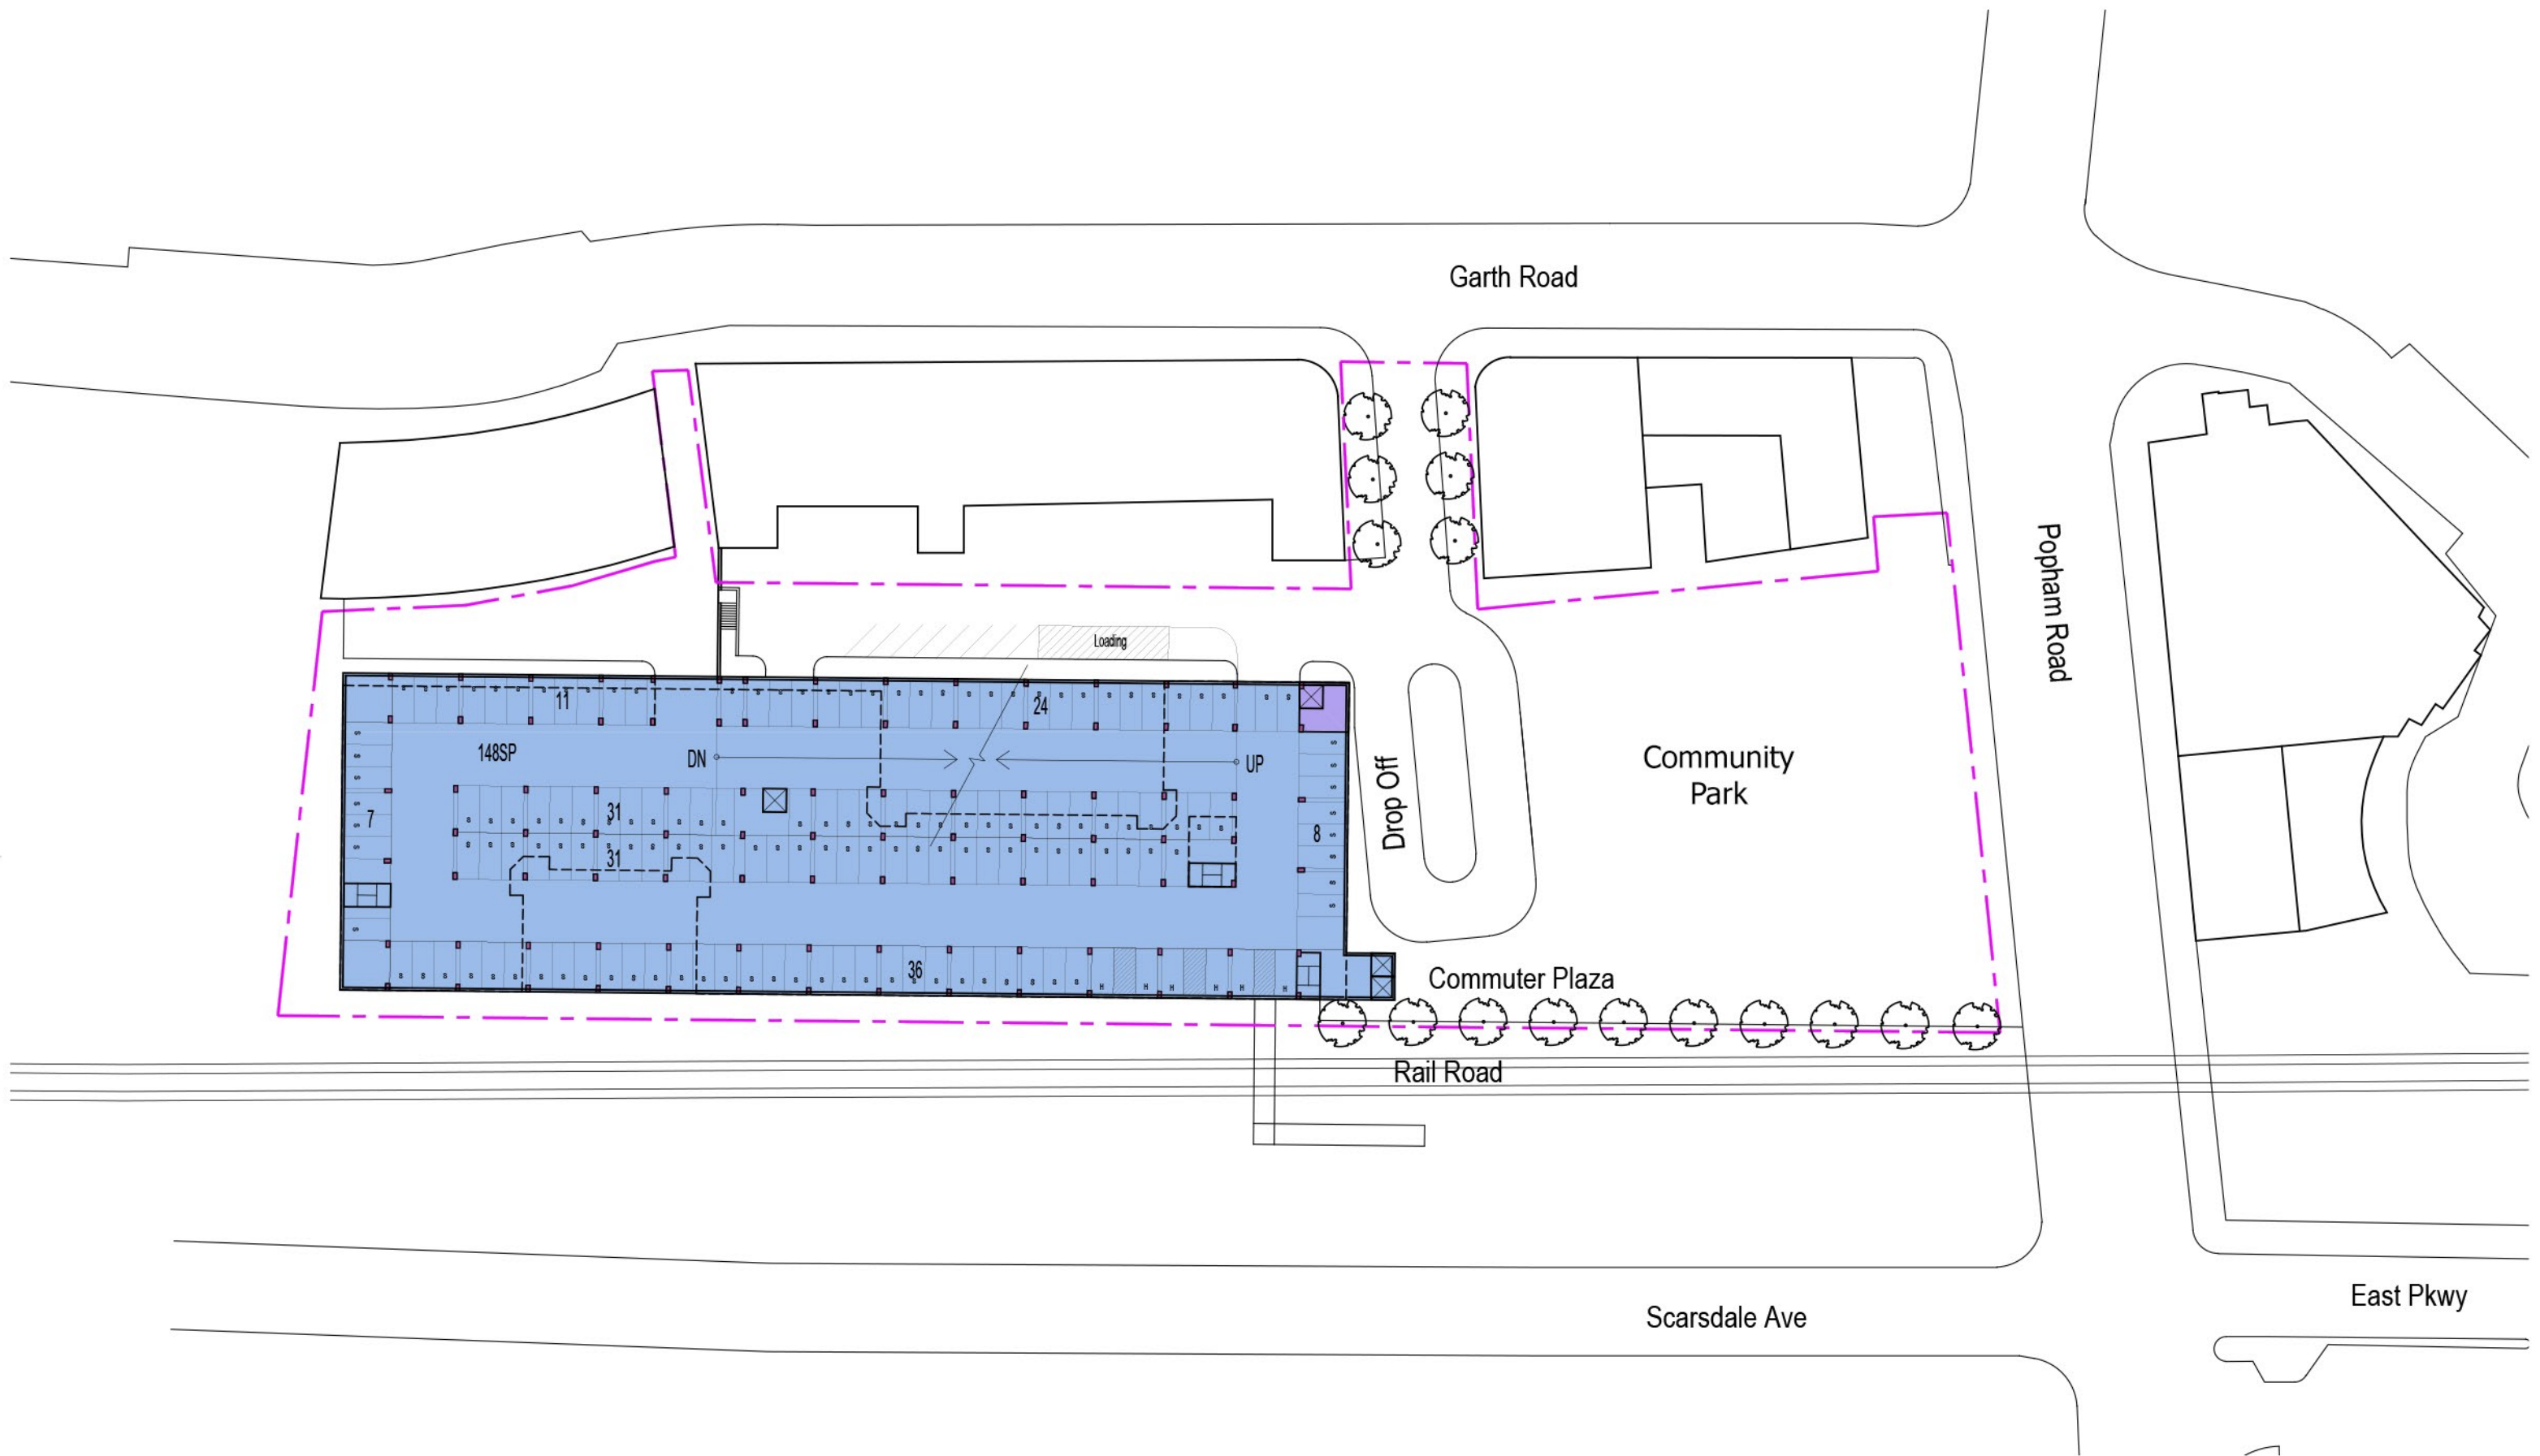 Garth Road
Popham Road
Loading
11
24
148SP
DN
UP
Community
Park
Drop Off
31
7
8
31
36
Commuter Plaza
Rail Road
East Pkwy
Scarsdale Ave